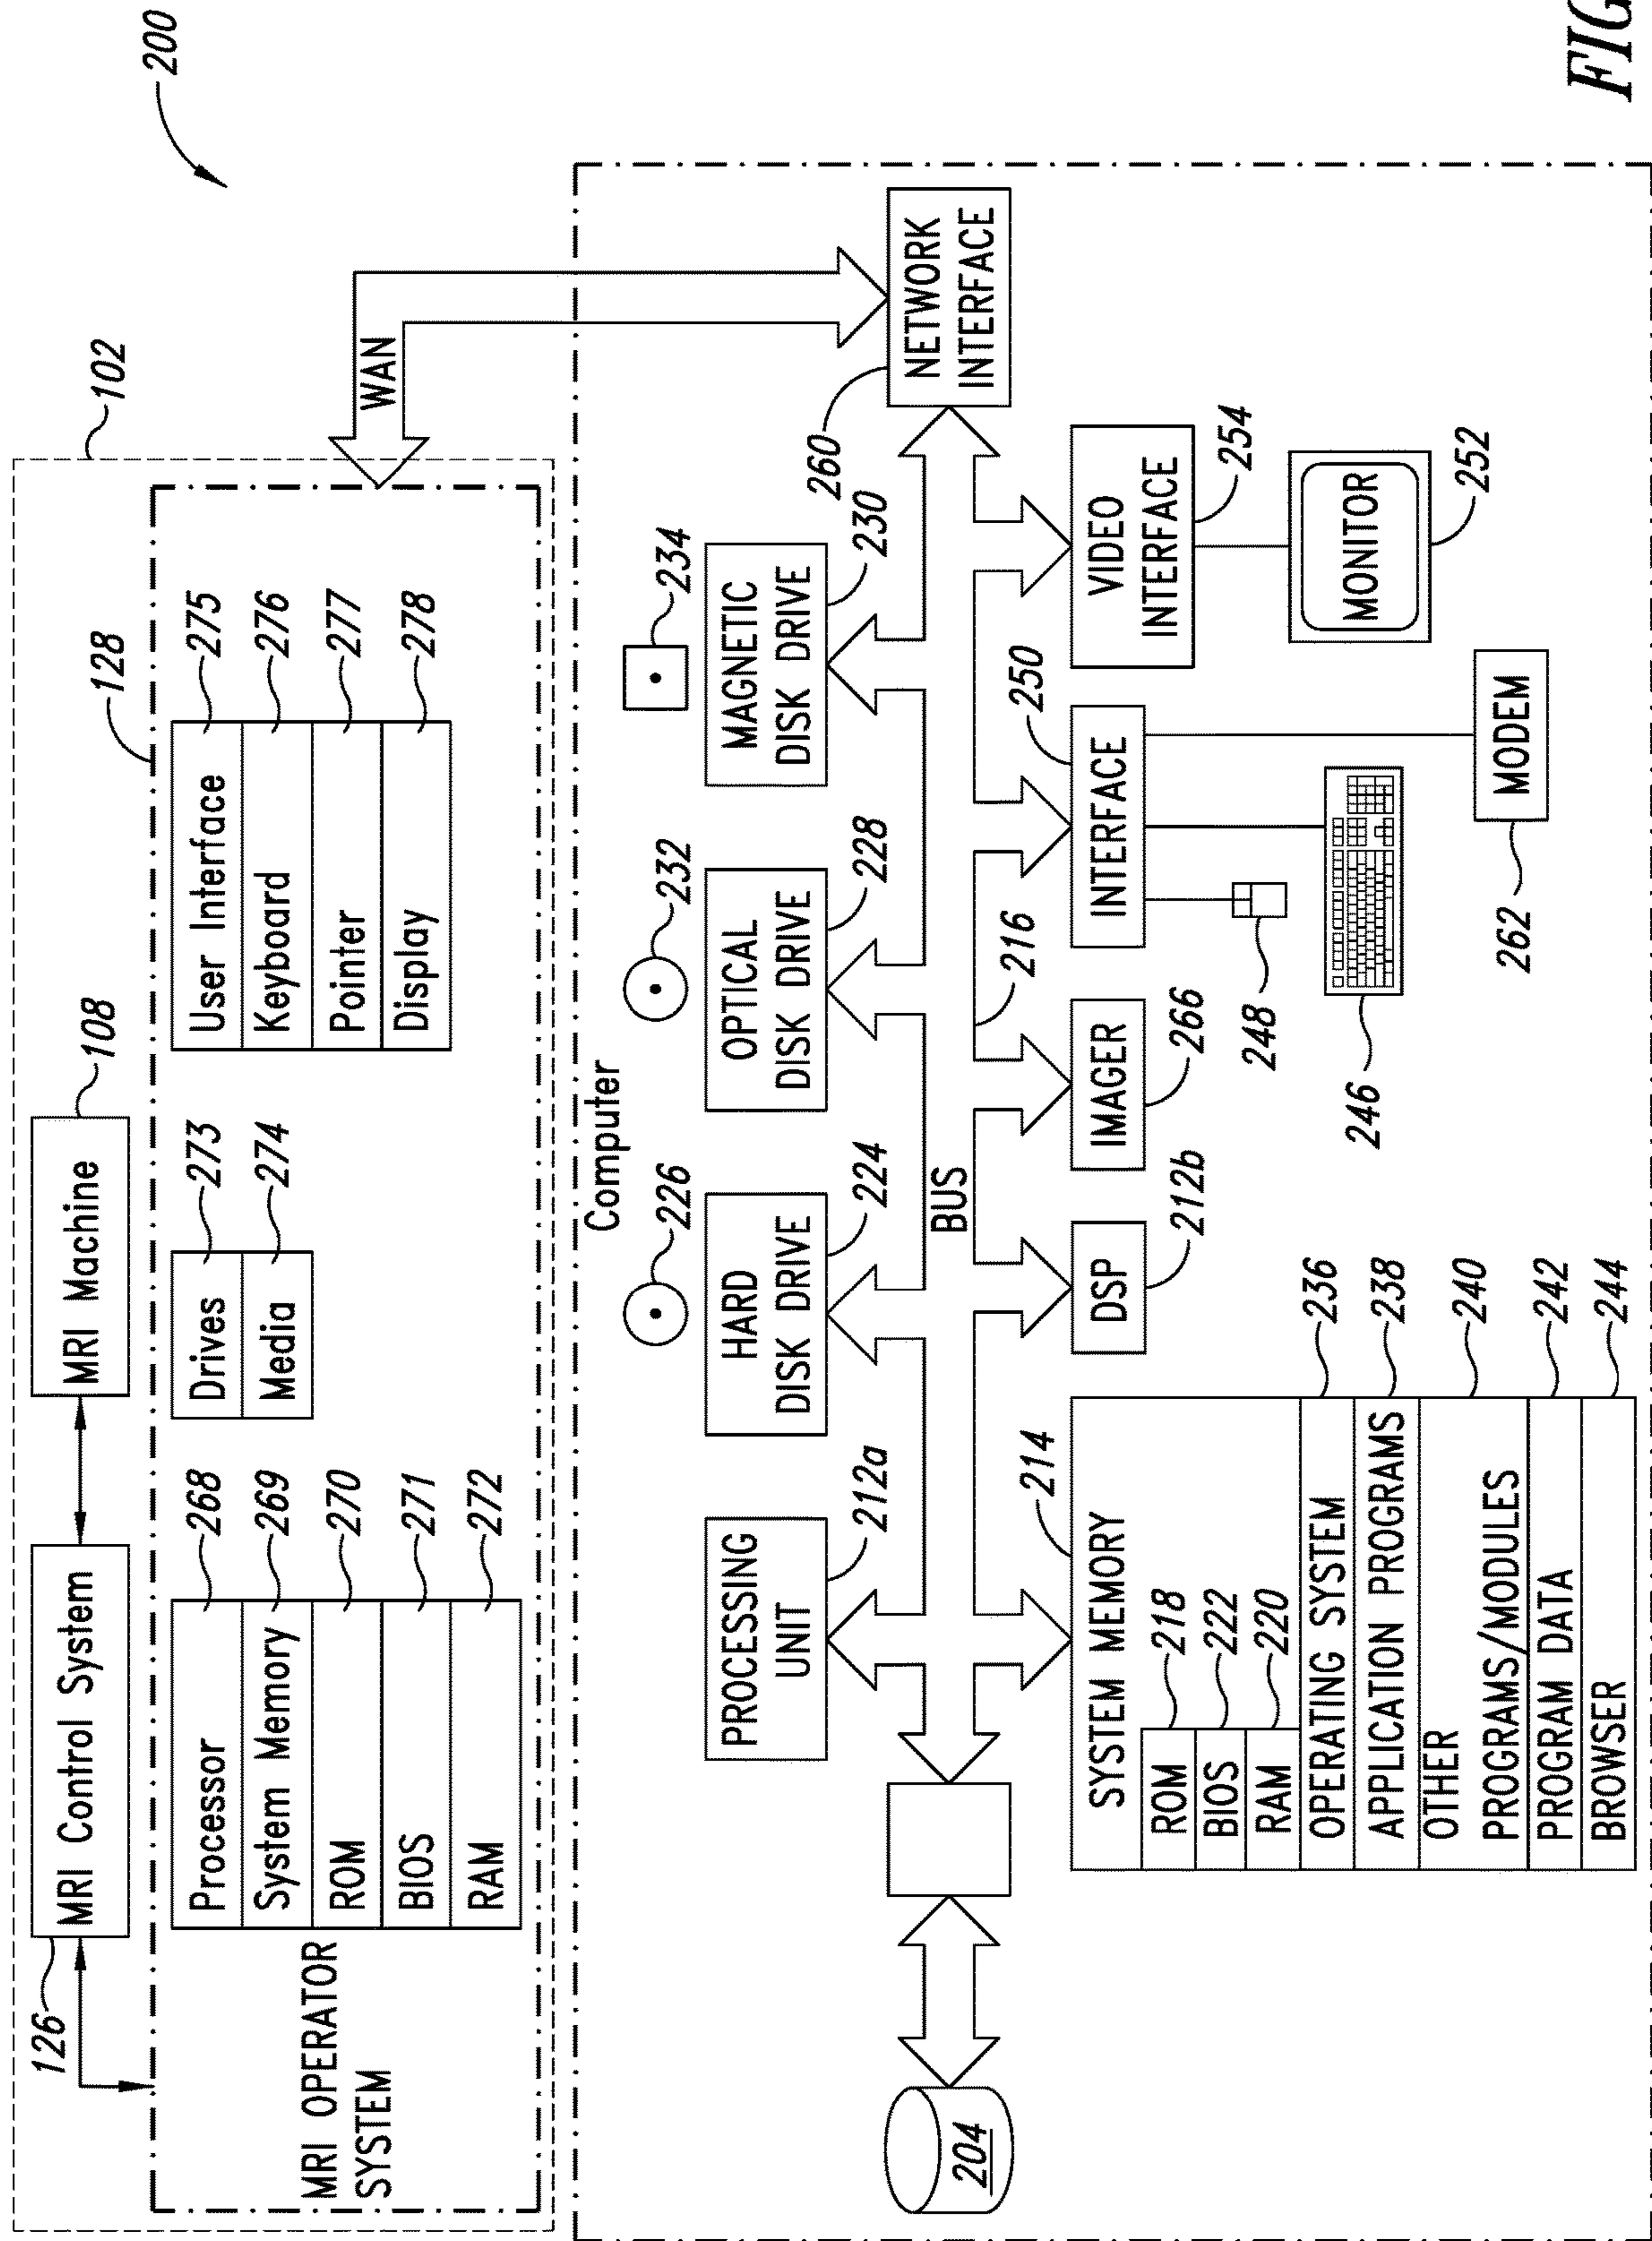 200
102
MRI Control System
126
MRI Machine
108
128
MRI OPERATOR
SYSTEM
Processor
268
System Memory
269
ROM
270
BIOS
271
RAM
272
Drives
273
Media
274
User Interface
275
Keyboard
276
Pointer
277
Display
278
WAN
Computer
226
232
234
PROCESSING
UNIT
212a
HARD
DISK DRIVE
224
OPTICAL
DISK DRIVE
228
MAGNETIC
DISK DRIVE
230
260
NETWORK
INTERFACE
204
BUS
216
214
SYSTEM MEMORY
ROM
218
BIOS
222
RAM
220
OPERATING SYSTEM
236
APPLICATION PROGRAMS
238
OTHER
PROGRAMS/MODULES
240
PROGRAM DATA
242
BROWSER
244
DSP
212b
IMAGER
266
INTERFACE
250
VIDEO
INTERFACE
254
248
246
MODEM
262
MONITOR
252
FIG